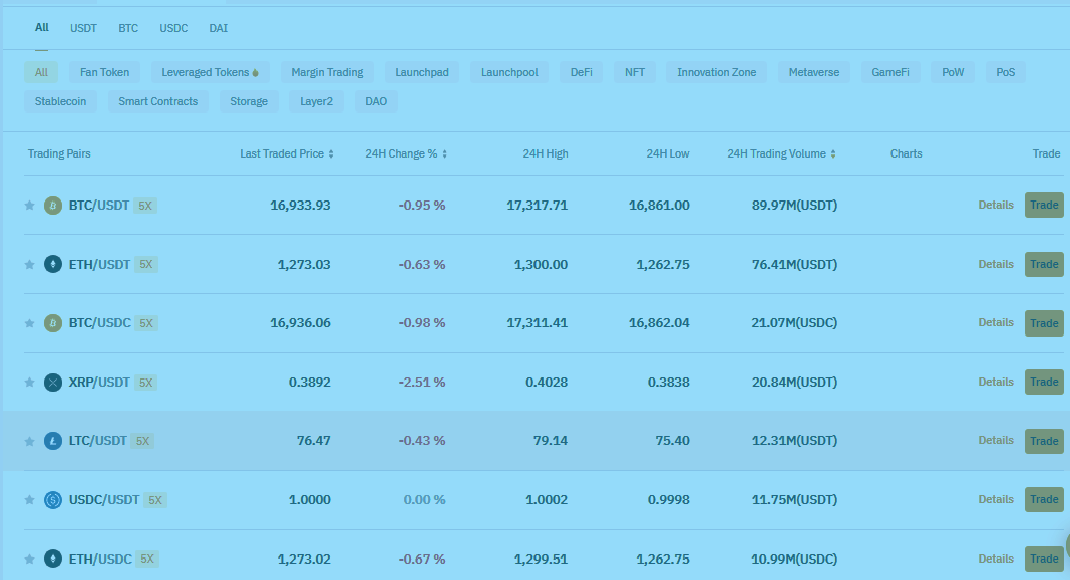 All USDT BTC USDC DAI
All Fan Token Leveraged Tokens Margin Trading Launchpad Launchpool DeFi NFT Innovation Zone Metaverse GameFi PoW PoS
Stablecoin Smart Contracts Storage Layer2 DAO
Trading Pairs Last Traded Price 24H Change % 24H High 24H Low 24H Trading Volume Charts Trade
BTC/USDT 5X 16,933.93 -0.95 % 17,317.71 16,861.00 89.97M(USDT) Details Trade
ETH/USDT 5X 1,273.03 -0.63 % 1,300.00 1,262.75 76.41M(USDT) Details Trade
BTC/USDC 5X 16,936.06 -0.98 % 17,311.41 16,862.04 21.07M(USDC) Details Trade
XRP/USDT 5X 0.3892 -2.51 % 0.4028 0.3838 20.84M(USDT) Details Trade
LTC/USDT 5X 76.47 -0.43 % 79.14 75.40 12.31M(USDT) Details Trade
USDC/USDT 5X 1.0000 0.00 % 1.0002 0.9998 11.75M(USDT) Details Trade
ETH/USDC 5X 1,273.02 -0.67 % 1,299.51 1,262.75 10.99M(USDC) Details Trade